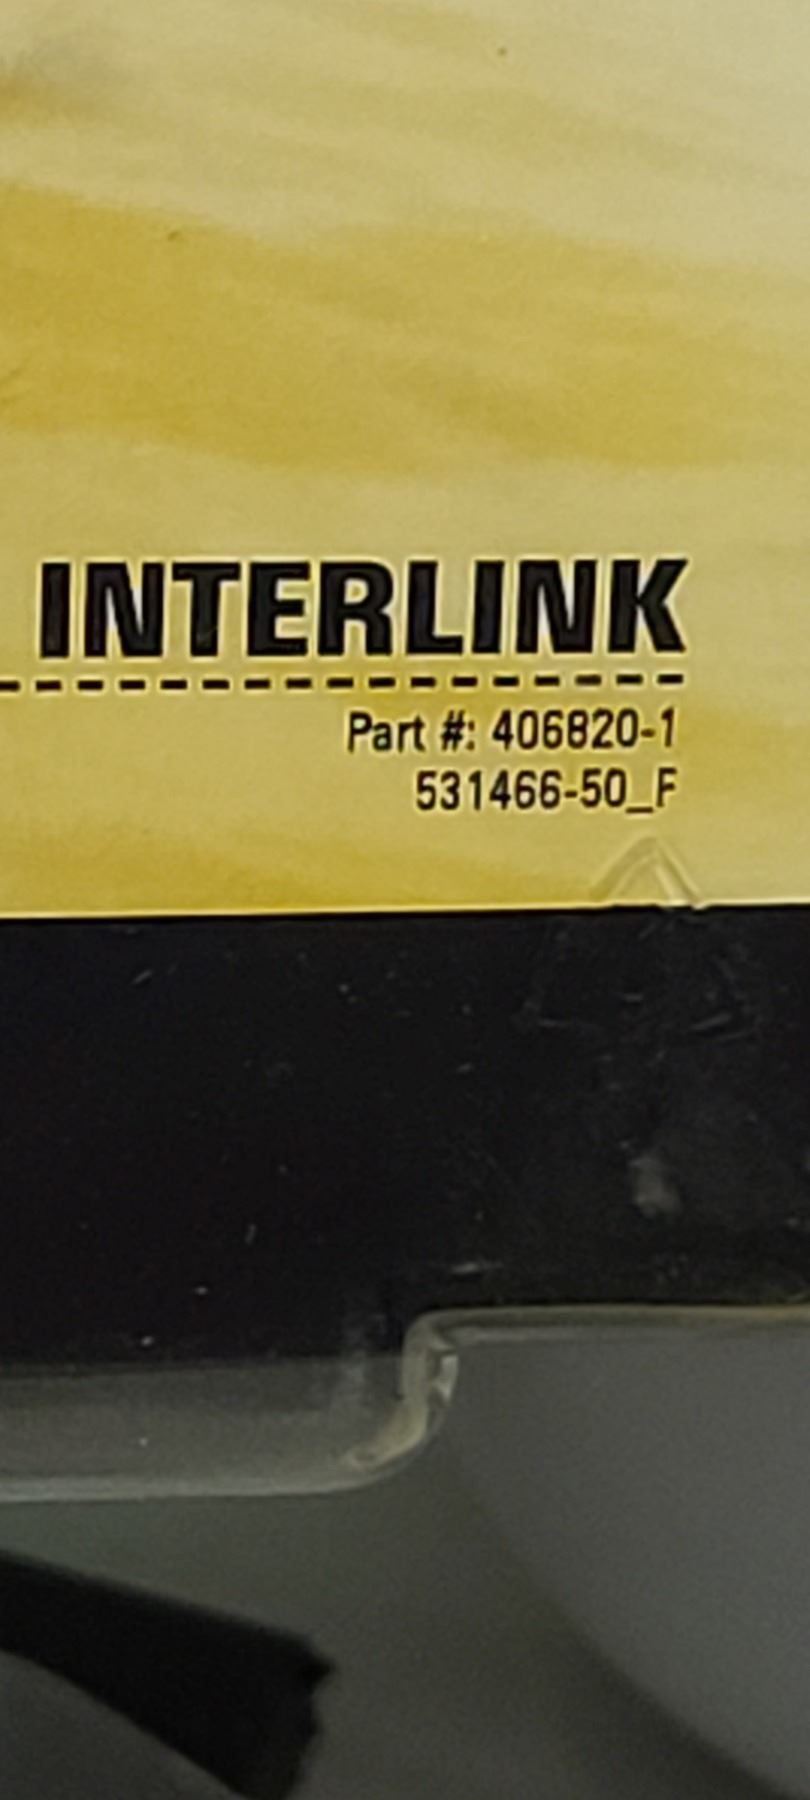 INTERLINK
Part #: 406820-1
531466-50_F